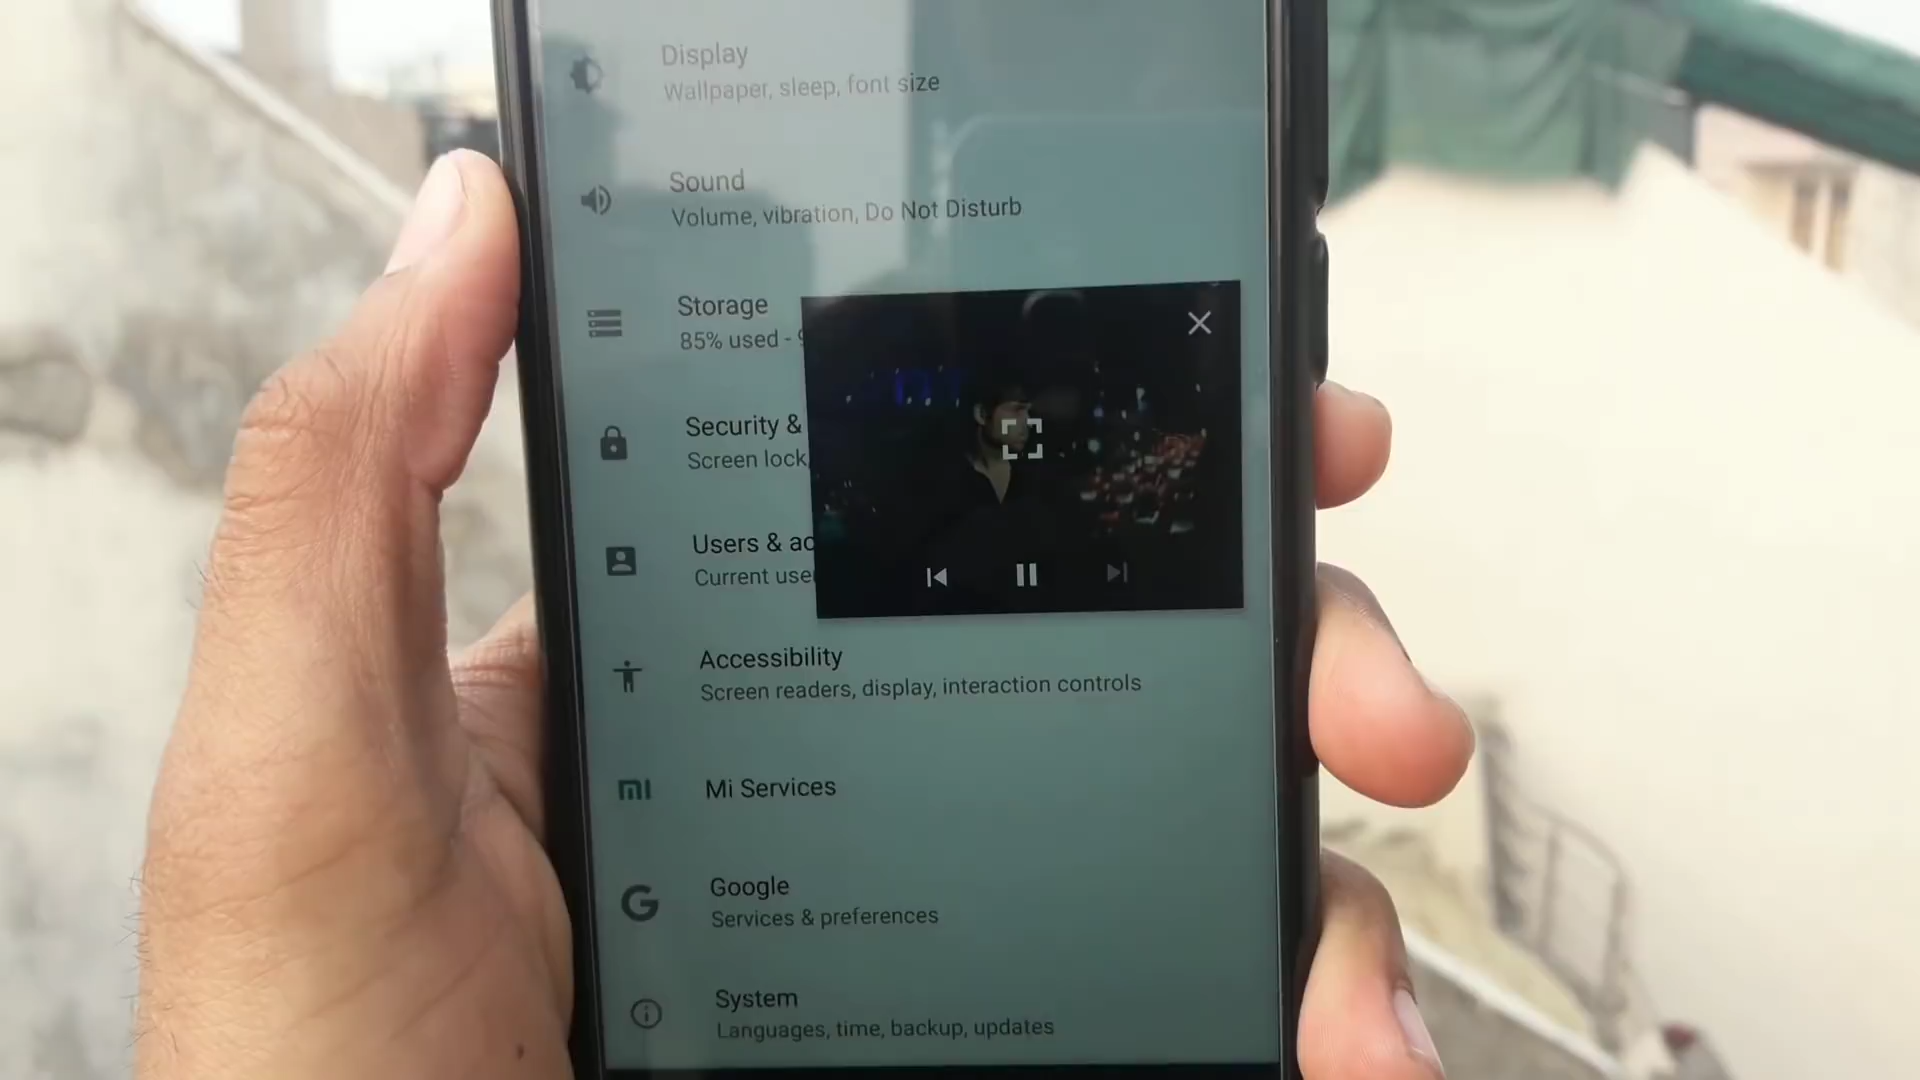 Display
Wallpaper, sleep, font size
Sound
Volume, vibration, Do Not Disturb
Storage
85% used -
Security &
Screen lock,
Users & ac
Current use
Accessibility
Screen readers, display, interaction controls
MI Mi Services
G Google
Services & preferences
System
Languages, time, backup, updates